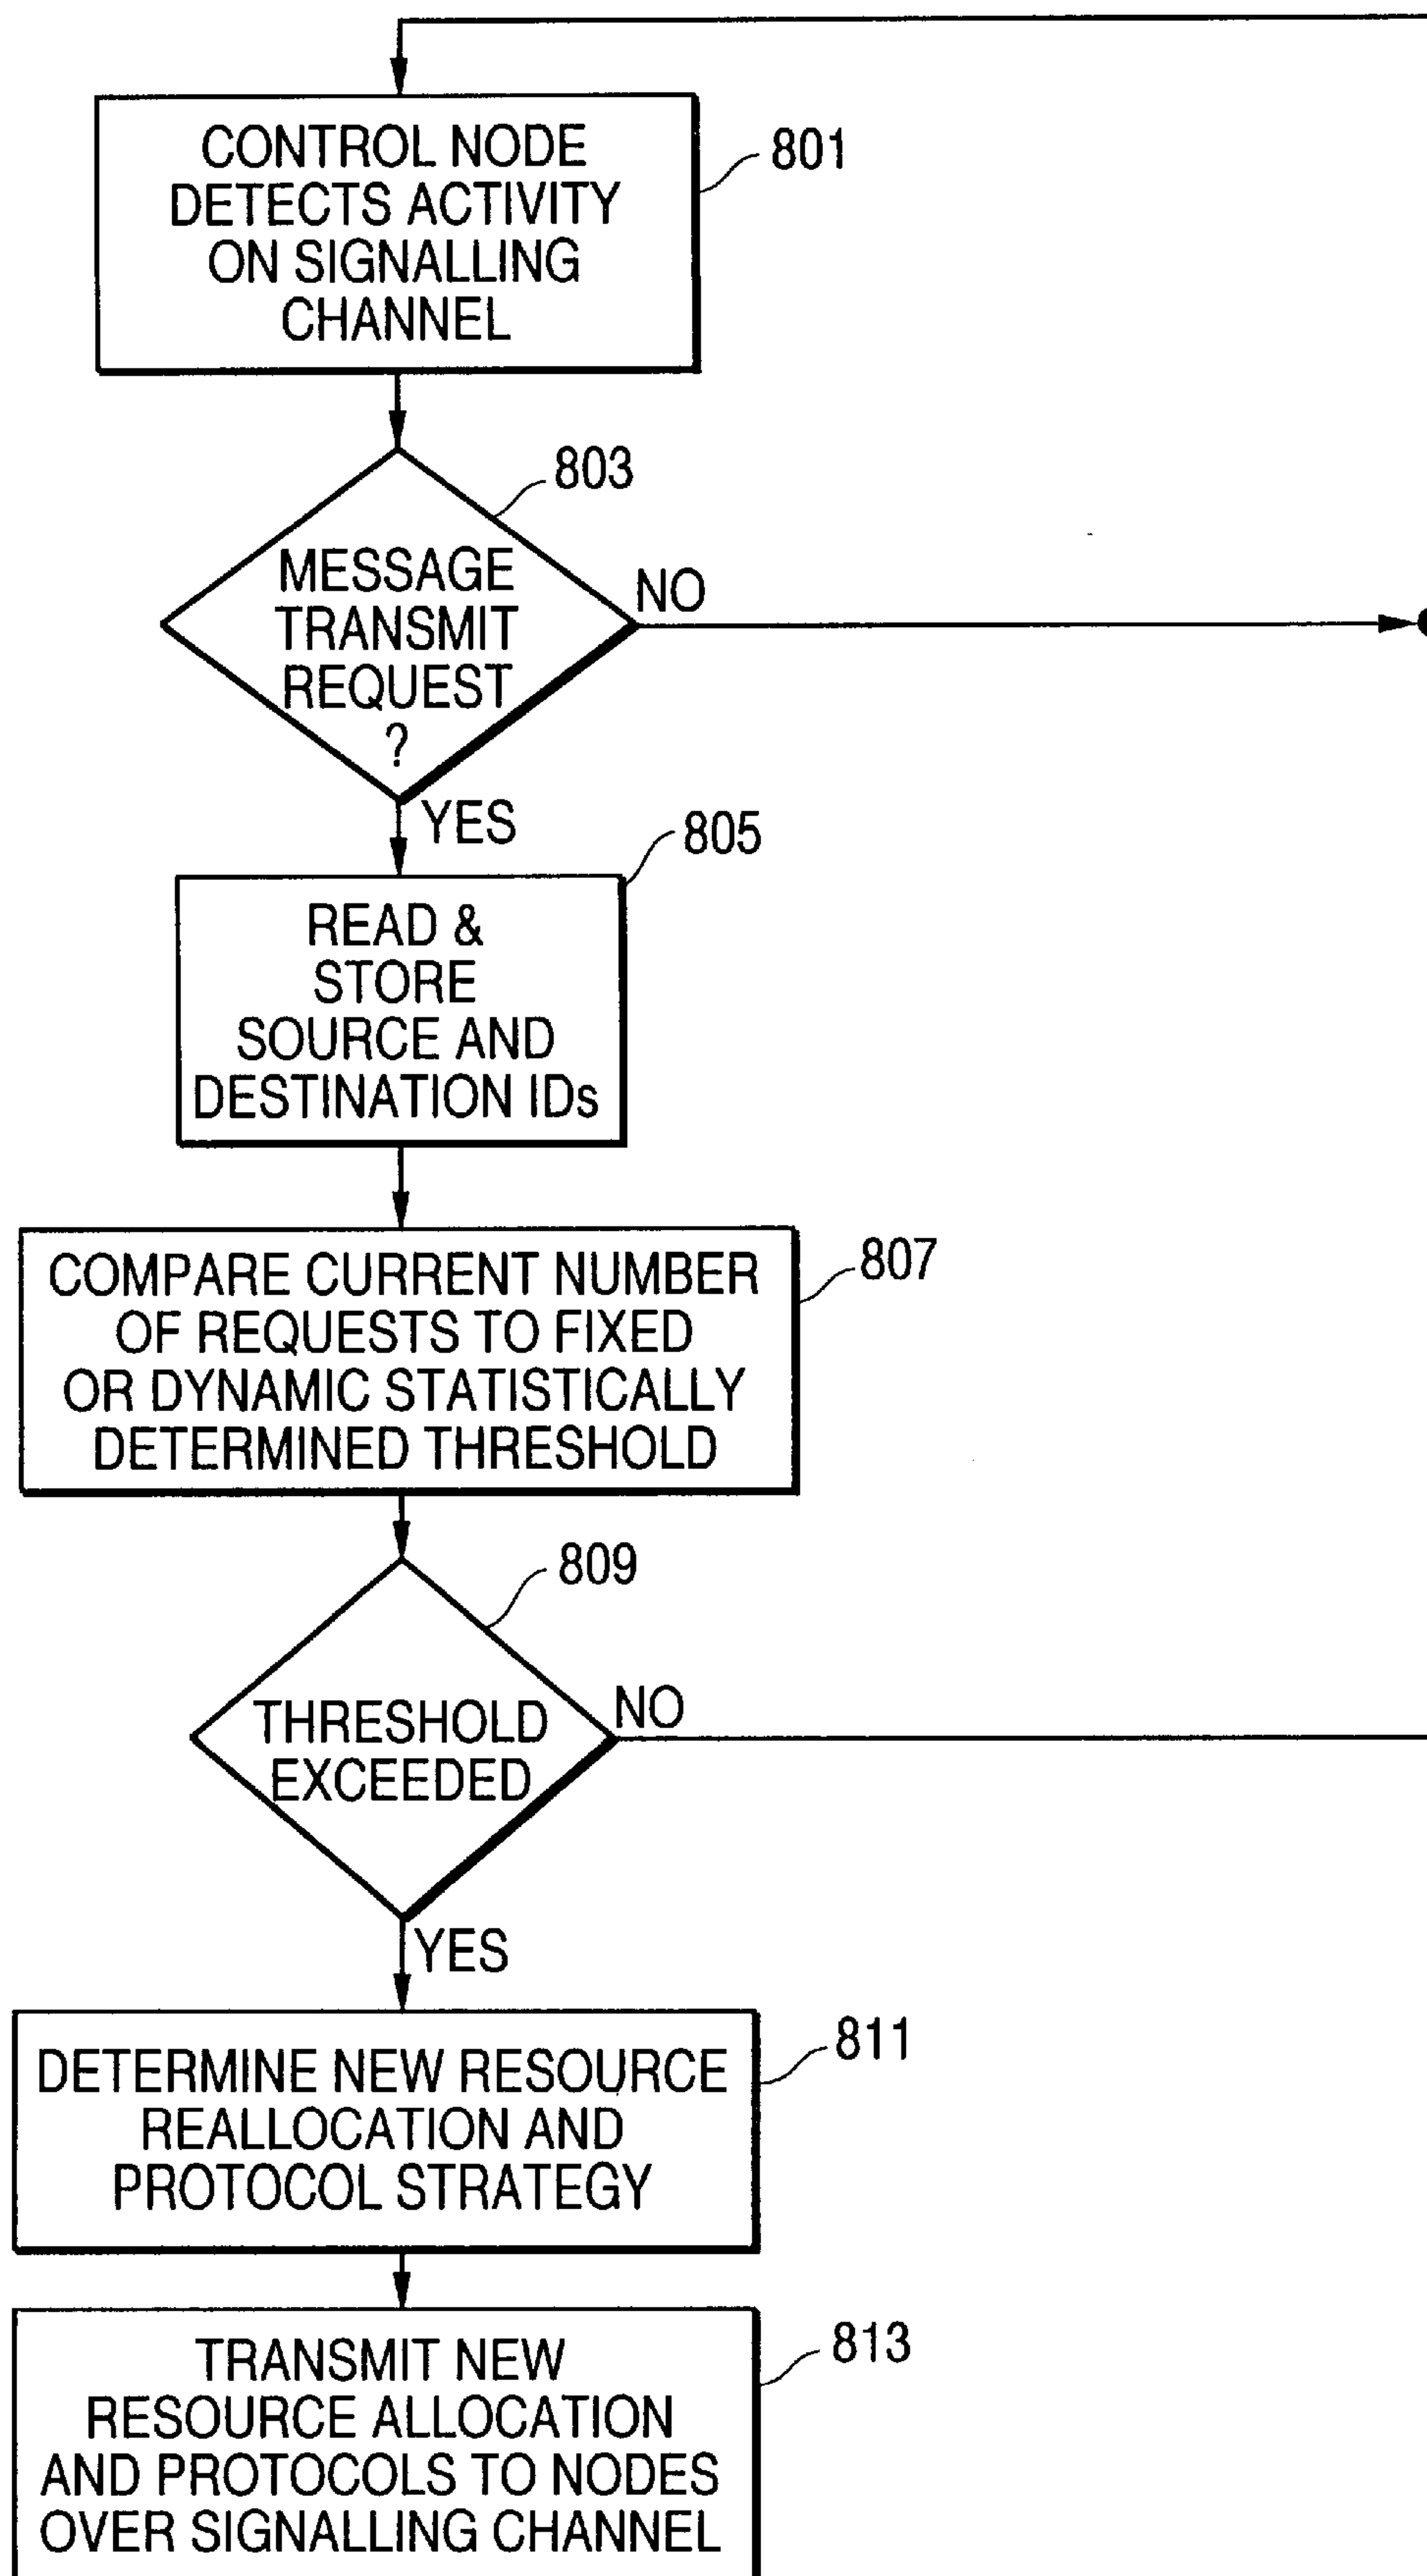 CONTROL NODE
DETECTS ACTIVITY
ON SIGNALLING
CHANNEL
801
803
MESSAGE
TRANSMIT
REQUEST
?
NO
YES
805
READ &
STORE
SOURCE AND
DESTINATION IDs
807
COMPARE CURRENT NUMBER
OF REQUESTS TO FIXED
OR DYNAMIC STATISTICALLY
DETERMINED THRESHOLD
809
THRESHOLD
EXCEEDED
NO
YES
811
DETERMINE NEW RESOURCE
REALLOCATION AND
PROTOCOL STRATEGY
813
TRANSMIT NEW
RESOURCE ALLOCATION
AND PROTOCOLS TO NODES
OVER SIGNALLING CHANNEL